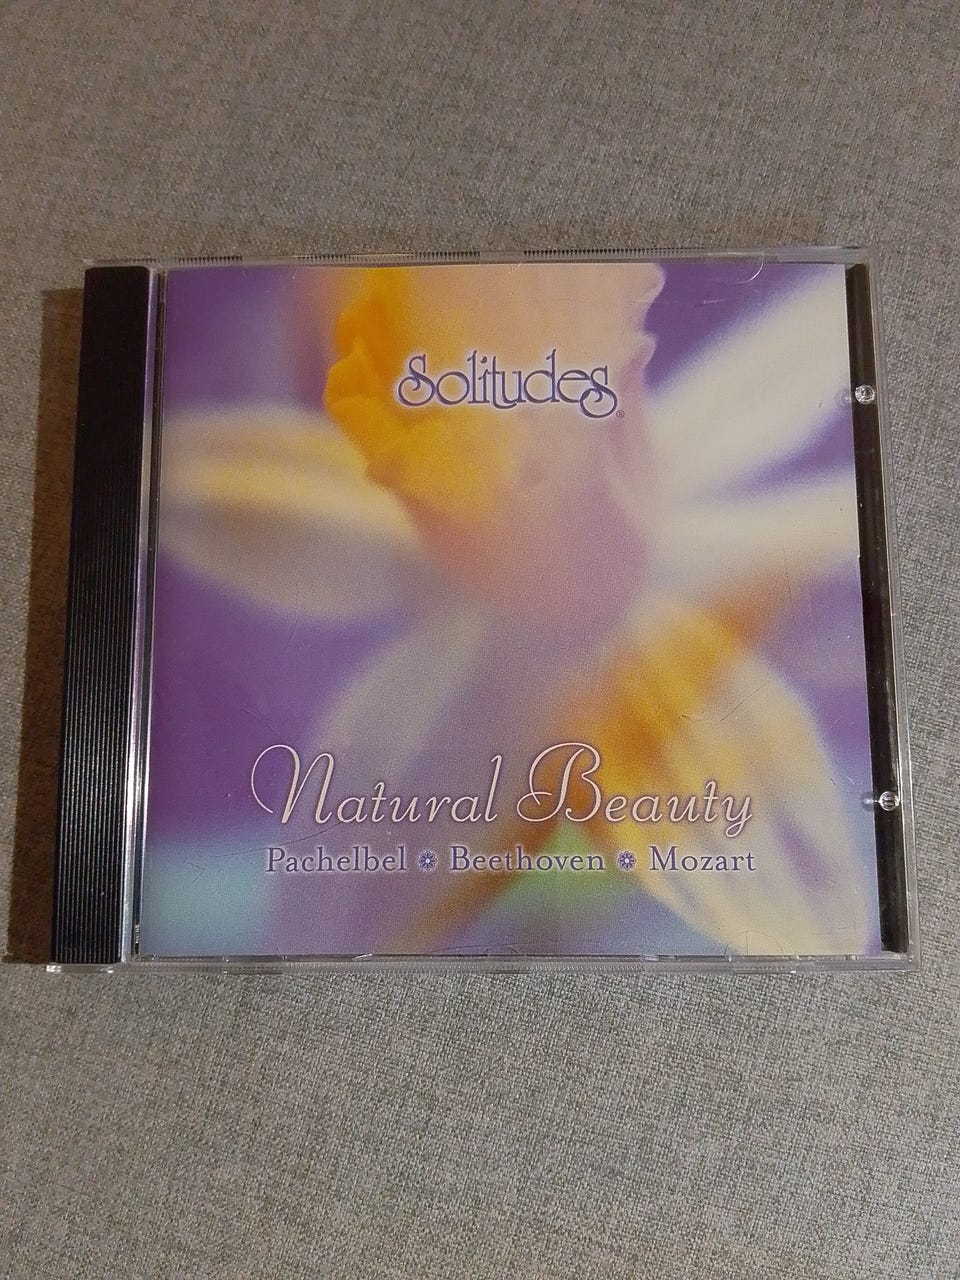 Solitudes®
Natural Beauty
Pachelbel ❁ Beethoven ❁ Mozart